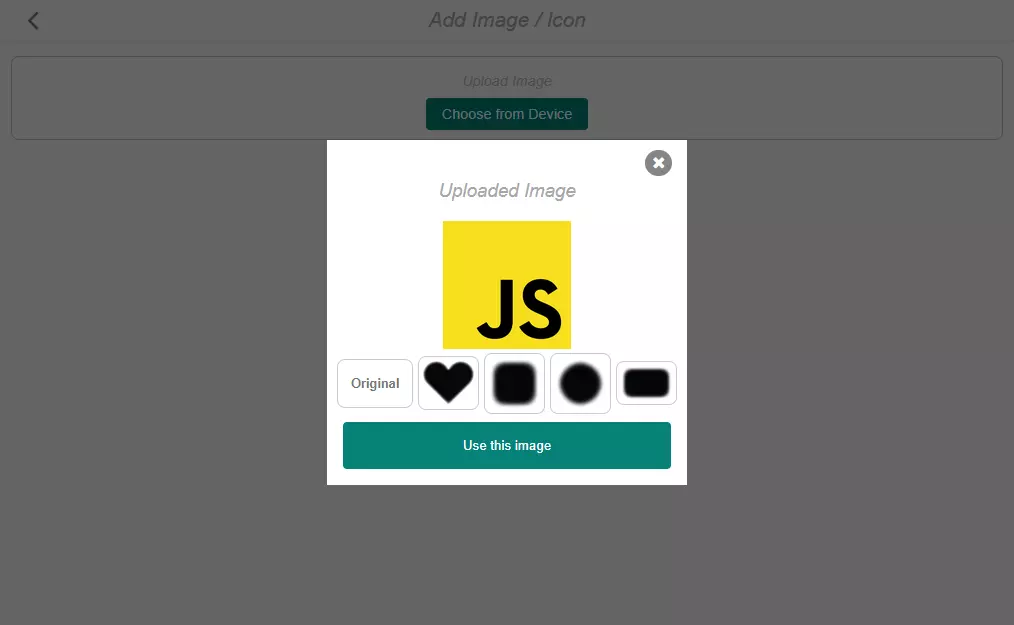 Add Image / Icon
Upload Image
Choose from Device
Uploaded Image
JS
Original
Use this image